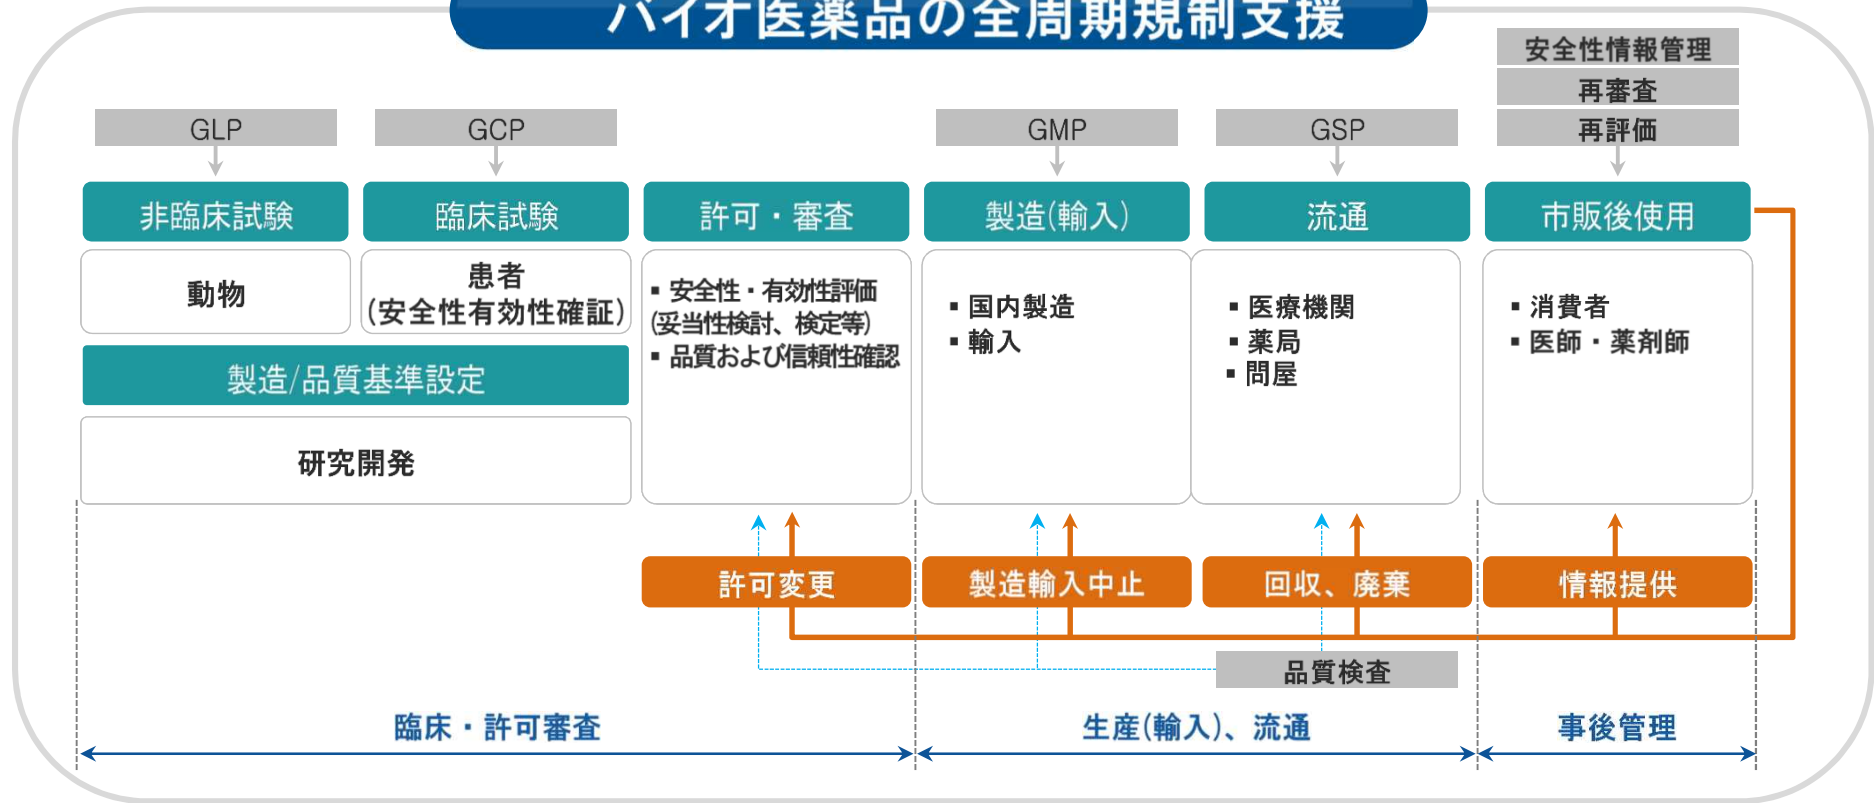 バイオ医薬品の全周期規制支援
安全性情報管理
再審査
再評価
GLP
GCP
GMP
GSP
非臨床試験
臨床試験
許可・審査
製造(輸入)
流通
市販後使用
動物
患者
(安全性有効性確証)
製造/品質基準設定
研究開発
▪ 安全性・有効性評価
(妥当性検討、検定等)
▪ 品質および信頼性確認
▪ 国内製造
▪ 輸入
▪ 医療機関
▪ 薬局
▪ 問屋
▪ 消費者
▪ 医師・薬剤師
許可変更
製造輸入中止
回収、廃棄
情報提供
品質検査
臨床・許可審査
生産(輸入)、流通
事後管理